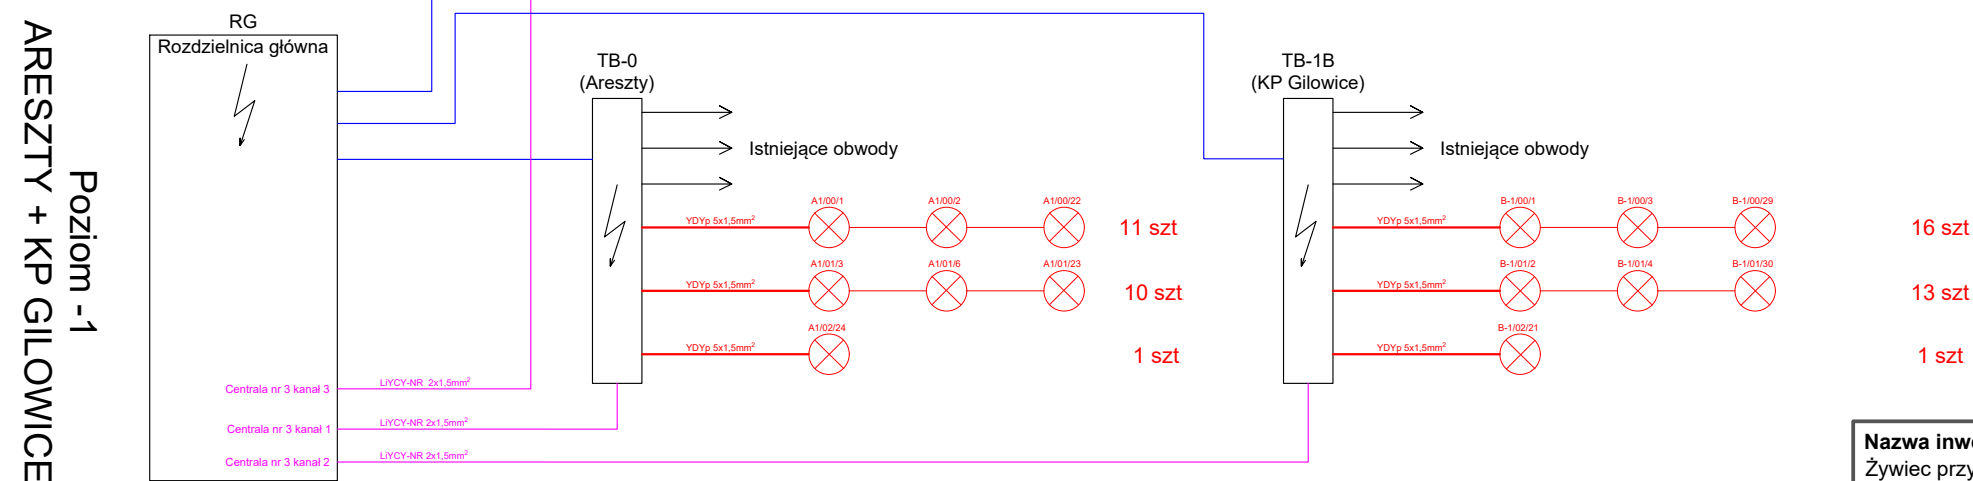 Poziom -1
ARESZTY + KP GILOWICE
RG
Rozdzielnica główna
Centrala nr 3 kanał 3
Centrala nr 3 kanał 1
Centrala nr 3 kanał 2
LiYCY-NR 2x1,5mm²
LiYCY-NR 2x1,5mm²
LiYCY-NR 2x1,5mm²
TB-0
(Areszty)
Istniejące obwody
YDYp 5x1,5mm² A1/00/1 A1/00/2 A1/00/22 11 szt
YDYp 5x1,5mm² A1/01/3 A1/01/6 A1/01/23 10 szt
YDYp 5x1,5mm² A1/02/24 1 szt
TB-1B
(KP Gilowice)
Istniejące obwody
YDYp 5x1,5mm² B-1/00/1 B-1/00/3 B-1/00/29 16 szt
YDYp 5x1,5mm² B-1/01/2 B-1/01/4 B-1/01/30 13 szt
YDYp 5x1,5mm² B-1/02/21 1 szt
Nazwa inwe
Żywiec przy